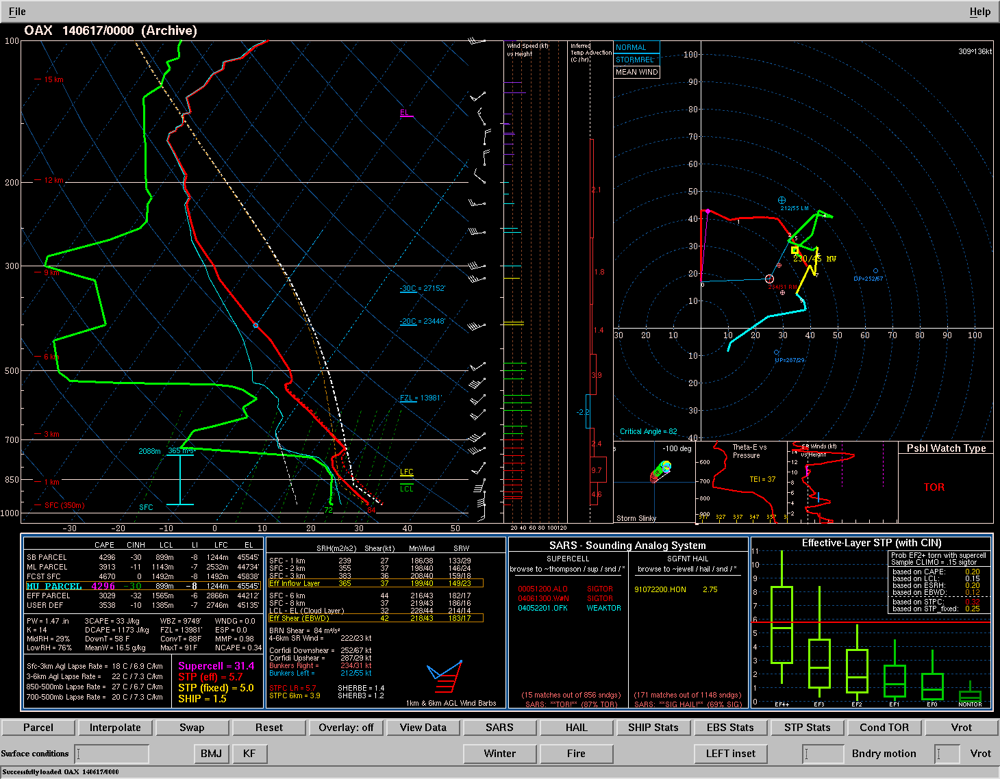 File
Help
OAX 140617/0000 (Archive)
100
200
300
400
500
700
850
1000
15 km
12 km
9 km
6 km
3 km
1 km
SFC (350m)
EL
-30C = 27152'
-20C = 23448'
FZL = 13981'
LFC
LCL
2088m 365 m²s²
SFC
72
84
-30 -20 -10 0 10 20 30 40 50
Wind Speed (kt)
vs Height
20 40 60 80 100120
Inferred
Temp Advection
(C /hr)
2.1
1.8
1.4
3.9
-2.2
2.4
9.7
4.6
NORMAL
STORMREL
MEAN WIND
309º136kt
100
90
80
70
60
50
40
30
20
10
30 20 10 10 20 30 40 50 60 70 80 90 100
10
20
30
40
212/55 LM
230/45 MW
234/31 RM
DP=252/67
UP=287/29
Critical Angle = 82
-100 deg
Storm Slinky
Theta-E vs
Pressure
TEI = 37
600
700
800
900
327 337 347 357
SR Winds (kt)
vs Height
12
10
8
6
4
2
Psbl Watch Type
TOR
CAPE CINH LCL LI LFC EL
SB PARCEL 4296 -30 899m -8 1244m 45545'
ML PARCEL 3913 -11 1143m -7 2532m 44734'
FCST SFC 4670 0 1492m -8 1492m 45838'
MU PARCEL 4296 -30 899m -8 1244m 45545'
EFF PARCEL 3029 -32 1565m -6 2866m 44212'
USER DEF 3538 -10 1385m -7 2746m 45135'
PW = 1.47 .in 3CAPE = 33 J/kg WBZ = 9749' WNDG = 0.0
K = 14 DCAPE = 1173 J/kg FZL = 13981' ESP = 0.0
MidRH = 29% DownT = 58 F ConvT = 88F MMP = 0.98
LowRH = 76% MeanW = 16.5 g/kg MaxT = 91F NCAPE = 0.34
Sfc-3km Agl Lapse Rate = 18 C / 6.9 C/km
3-6km Agl Lapse Rate = 22 C / 7.3 C/km
850-500mb Lapse Rate = 27 C / 6.7 C/km
700-500mb Lapse Rate = 20 C / 7.3 C/km
Supercell = 31.4
STP (eff) = 5.7
STP (fixed) = 5.0
SHIP = 1.5
SRH(m2/s2) Shear(kt) MnWind SRW
SFC - 1 km 239 27 186/38 133/29
SFC - 2 km 355 37 198/40 146/24
SFC - 3 km 383 36 208/40 159/18
Eff Inflow Layer 365 37 199/40 149/23
SFC - 6 km 44 216/43 182/17
SFC - 8 km 37 219/43 186/16
LCL - EL (Cloud Layer) 32 228/44 214/14
Eff Shear (EBWD) 42 218/43 183/17
BRN Shear = 84 m²/s²
4-6km SR Wind = 222/23 kt
Corfidi Downshear = 252/67 kt
Corfidi Upshear = 287/29 kt
Bunkers Right = 234/31 kt
Bunkers Left = 212/55 kt
STPC LR = 5.7 SHERBE = 1.4
STPC 6km = 3.9 SHERB3 = 1.2
1km & 6km AGL Wind Barbs
SARS - Sounding Analog System
SUPERCELL
browse to ~thompson / sup / snd / *
00051200.ALO SIGTOR
04061300.W#N SIGTOR
04052201.OFK WEAKTOR
(15 matches out of 856 sndgs)
SARS: **TOR!** (87% TOR)
SGFNT HAIL
browse to ~jewell / hail / snd / *
91072200.HON 2.75
(171 matches out of 1148 sndgs)
SARS: **SIG HAIL!** (69% SIG)
Effective-Layer STP (with CIN)
Prob EF2+ torn with supercell
Sample CLIMO = .15 sigtor
based on CAPE: 0.20
based on LCL: 0.15
based on ESRH: 0.20
based on EBWD: 0.12
based on STPC: 0.32
based on STP_fixed: 0.25
11
10
9
8
7
6
5
4
3
2
1
0
EF4+ EF3 EF2 EF1 EF0 NONTOR
Parcel Interpolate Swap Reset Overlay: off View Data SARS HAIL SHIP Stats EBS Stats STP Stats Cond TOR Vrot
Surface conditions BMJ KF Winter Fire LEFT inset Bndry motion Vrot
Successfully loaded OAX 140617/0000